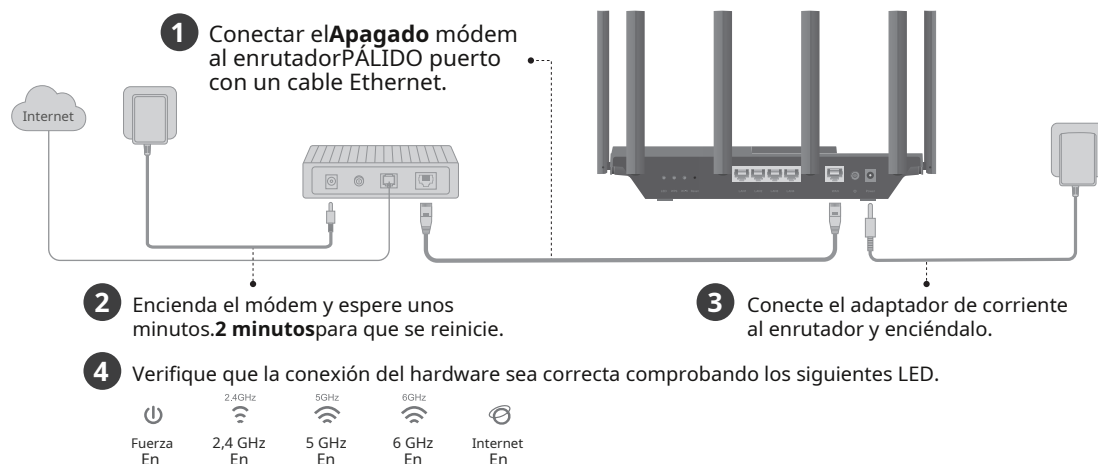 1 Conectar elApagado módem
al enrutadorPÁLIDO puerto
con un cable Ethernet.
Internet
2 Encienda el módem y espere unos
minutos.2 minutospara que se reinicie.
3 Conecte el adaptador de corriente
al enrutador y enciéndalo.
4 Verifique que la conexión del hardware sea correcta comprobando los siguientes LED.
2.4GHz 5GHz 6GHz
Fuerza 2,4 GHz 5 GHz 6 GHz Internet
En En En En En